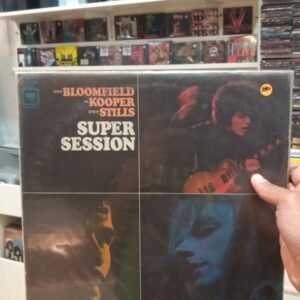 MIKE BLOOMFIELD
AL KOOPER
STEVE STILLS
SUPER
SESSION